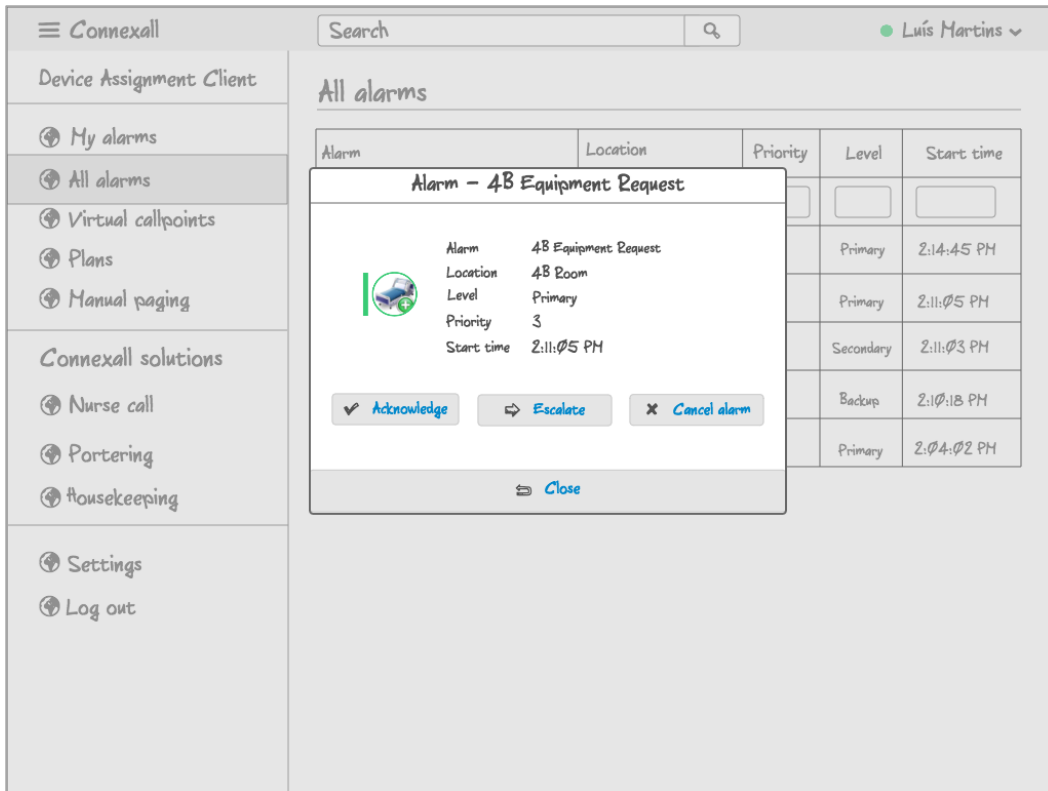 Connexall
Search
Luís Martins
Device Assignment Client
My alarms
All alarms
Virtual callpoints
Plans
Manual paging
Connexall solutions
Nurse call
Portering
Housekeeping
Settings
Log out
All alarms
Alarm Location Priority Level Start time
Primary 2:14:45 PM
Primary 2:11:05 PM
Secondary 2:11:03 PM
Backup 2:10:18 PM
Primary 2:04:02 PM
Alarm – 4B Equipment Request
Alarm 4B Equipment Request
Location 4B Room
Level Primary
Priority 3
Start time 2:11:05 PM
Acknowledge Escalate Cancel alarm
Close